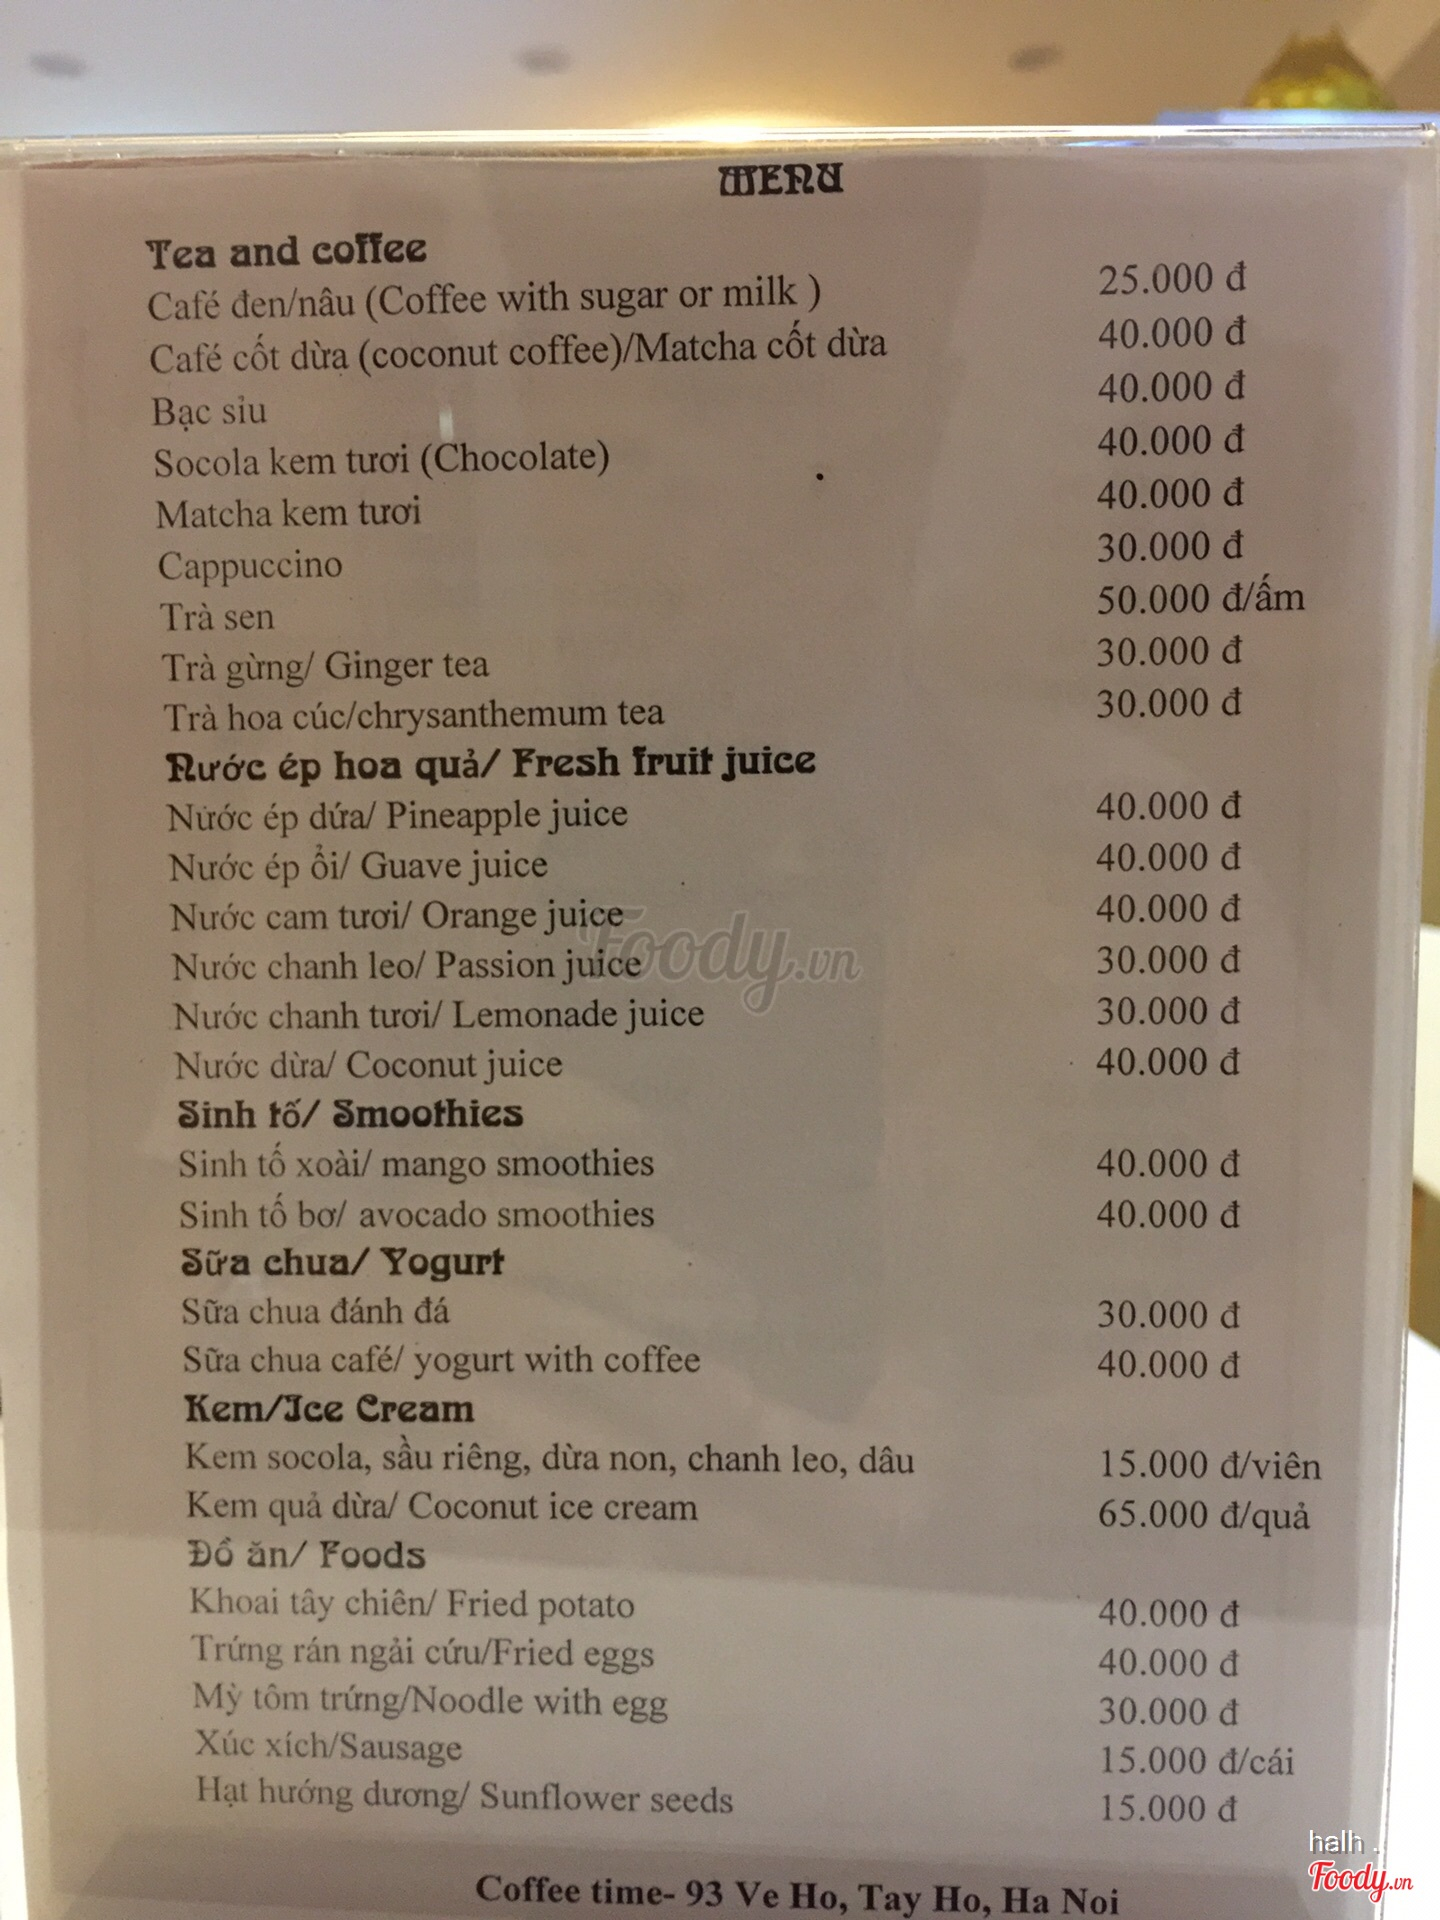 MENU
Tea and coffee
Café đen/nâu (Coffee with sugar or milk ) 25.000 đ
Café cốt dừa (coconut coffee)/Matcha cốt dừa 40.000 đ
Bạc sỉu 40.000 đ
Socola kem tươi (Chocolate) 40.000 đ
Matcha kem tươi 40.000 đ
Cappuccino 30.000 đ
Trà sen 50.000 đ/ấm
Trà gừng/ Ginger tea 30.000 đ
Trà hoa cúc/chrysanthemum tea 30.000 đ
Nước ép hoa quả/ Fresh fruit juice
Nước ép dứa/ Pineapple juice 40.000 đ
Nước ép ổi/ Guave juice 40.000 đ
Nước cam tươi/ Orange juice 40.000 đ
Nước chanh leo/ Passion juice 30.000 đ
Nước chanh tươi/ Lemonade juice 30.000 đ
Nước dừa/ Coconut juice 40.000 đ
Sinh tố/ Smoothies
Sinh tố xoài/ mango smoothies 40.000 đ
Sinh tố bơ/ avocado smoothies 40.000 đ
Sữa chua/ Yogurt
Sữa chua đánh đá 30.000 đ
Sữa chua café/ yogurt with coffee 40.000 đ
Kem/Ice Cream
Kem socola, sầu riêng, dừa non, chanh leo, dâu 15.000 đ/viên
Kem quả dừa/ Coconut ice cream 65.000 đ/quả
Đồ ăn/ Foods
Khoai tây chiên/ Fried potato 40.000 đ
Trứng rán ngải cứu/Fried eggs 40.000 đ
Mỳ tôm trứng/Noodle with egg 30.000 đ
Xúc xích/Sausage 15.000 đ/cái
Hạt hướng dương/ Sunflower seeds 15.000 đ
Coffee time- 93 Ve Ho, Tay Ho, Ha Noi
Foody.vn
halh .
Foody.vn